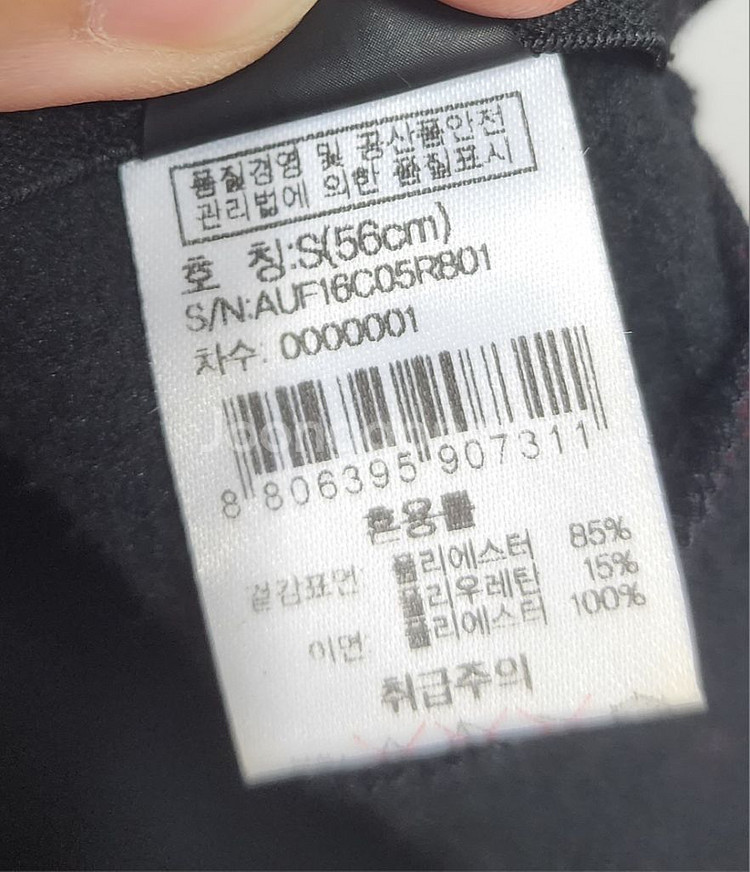 품질경영 및 공산품안전
관리법에 의한 품질표시
호 칭:S(56cm)
S/N:AUF16C05R801
차수: 0000001
8 806395 907311
혼용률
겉감표면: 폴리에스터 85%
폴리우레탄 15%
이면: 폴리에스터 100%
취급주의